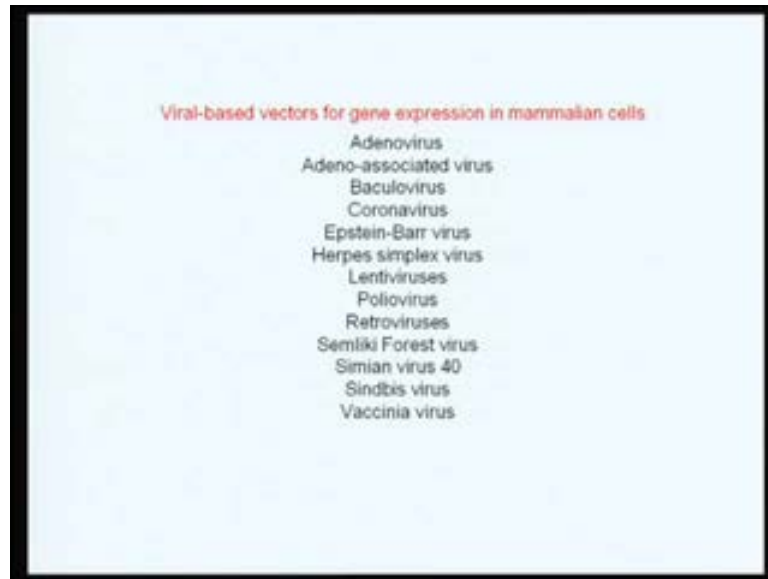 Viral-based vectors for gene expression in mammalian cells
Adenovirus
Adeno-associated virus
Baculovirus
Coronavirus
Epstein-Barr virus
Herpes simplex virus
Lentiviruses
Poliovirus
Retroviruses
Semliki Forest virus
Simian virus 40
Sindbis virus
Vaccinia virus